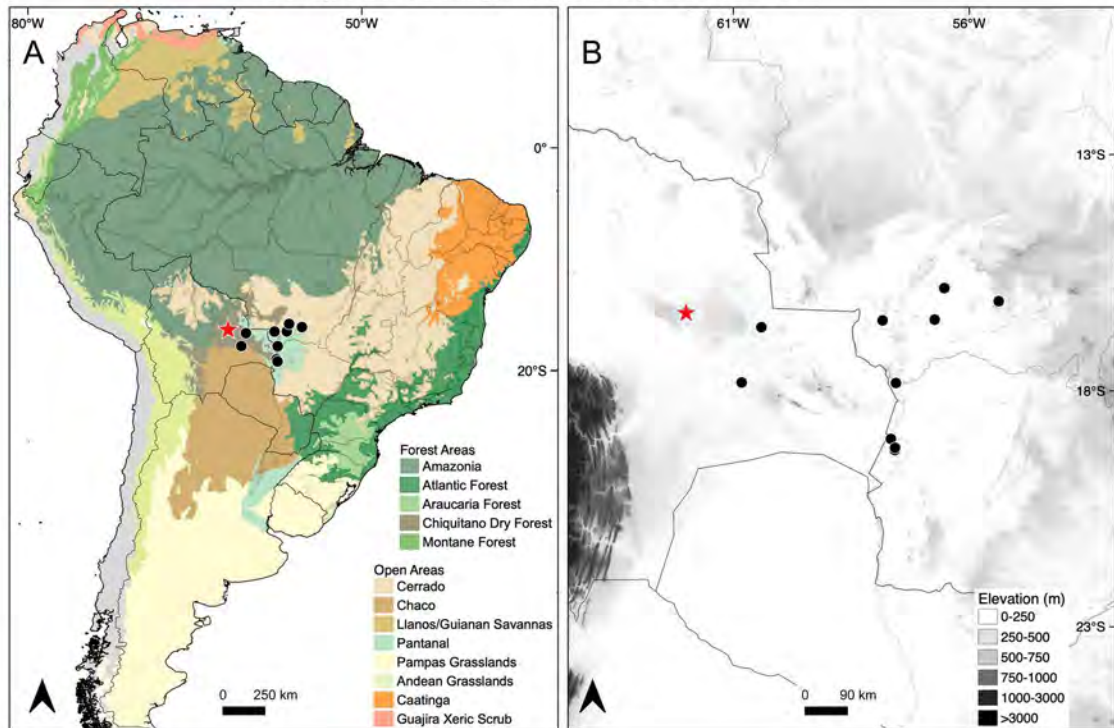 80°W
50°W
A
0°
20°S
Forest Areas
Amazonia
Atlantic Forest
Araucaria Forest
Chiquitano Dry Forest
Montane Forest
Open Areas
Cerrado
Chaco
Llanos/Guianan Savannas
Pantanal
Pampas Grasslands
Andean Grasslands
Caatinga
Guajira Xeric Scrub
0 250 km
61°W
56°W
B
13°S
18°S
23°S
Elevation (m)
0-250
250-500
500-750
750-1000
1000-3000
>3000
0 90 km